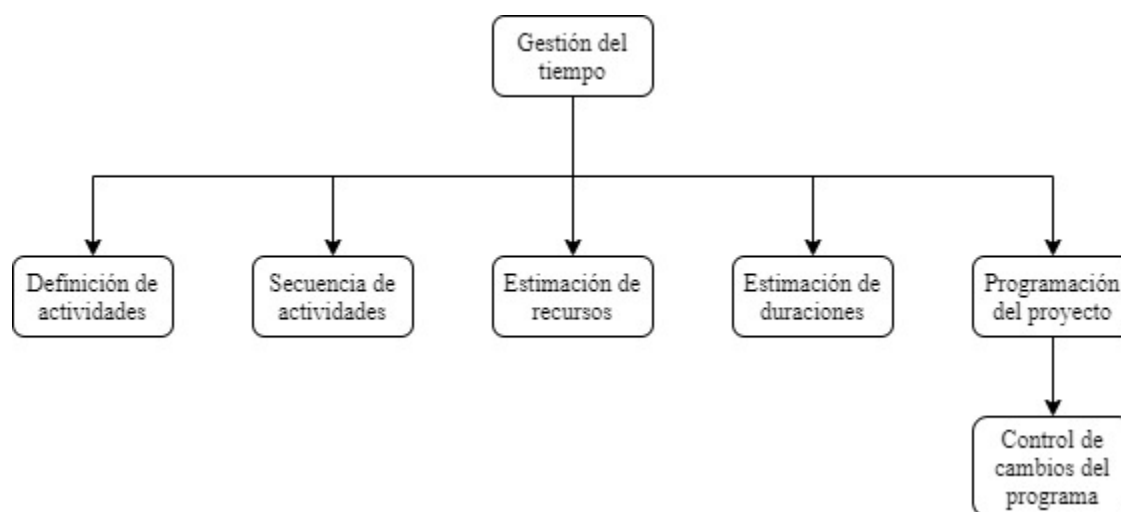 Gestión del
tiempo
Definición de
actividades
Secuencia de
actividades
Estimación de
recursos
Estimación de
duraciones
Programación
del proyecto
Control de
cambios del
programa